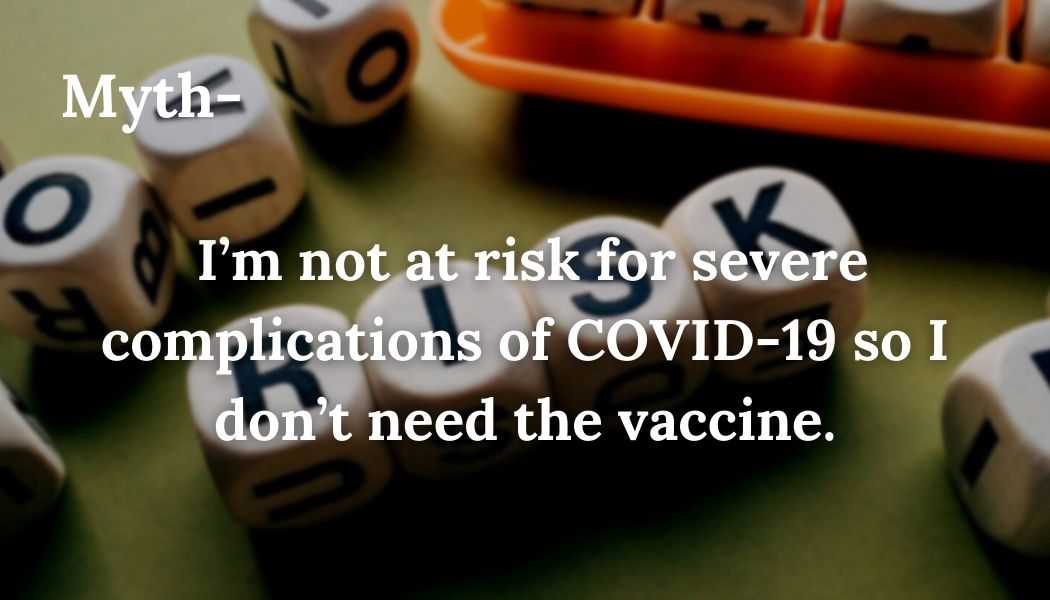 Myth-
I’m not at risk for severe
complications of COVID-19 so I
don’t need the vaccine.
R I S K